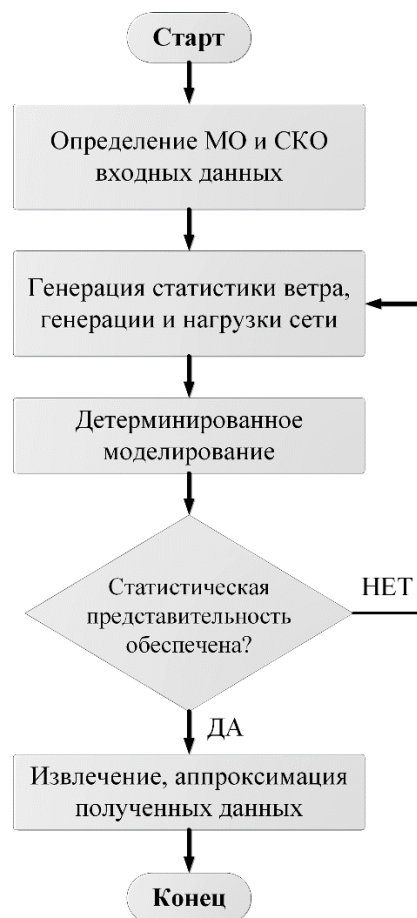 Старт
Определение МО и СКО
входных данных
Генерация статистики ветра,
генерации и нагрузки сети
Детерминированное
моделирование
Статистическая
представительность
обеспечена?
НЕТ
ДА
Извлечение, аппроксимация
полученных данных
Конец